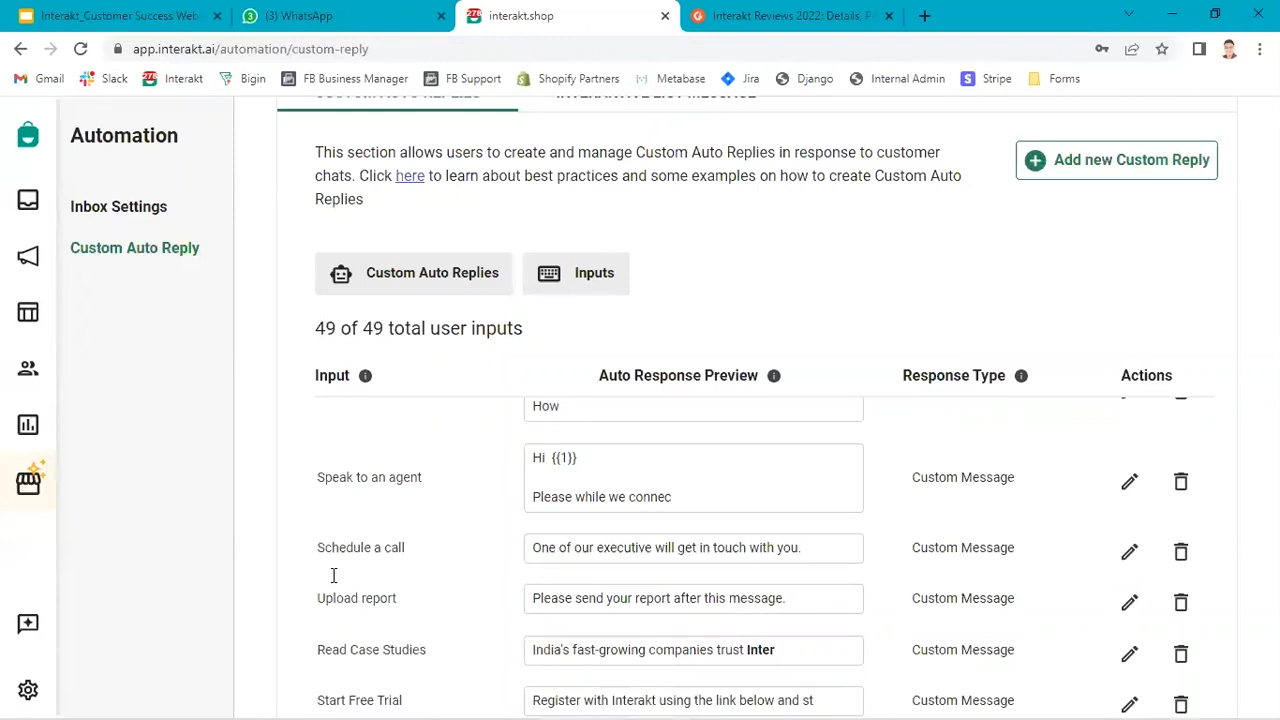 Interakt_Customer Success Web
(3) WhatsApp
interakt.shop
Interakt Reviews 2022: Details, P
app.interakt.ai/automation/custom-reply
Gmail
Slack
Interakt
Bigin
FB Business Manager
FB Support
Shopify Partners
Metabase
Jira
Django
Internal Admin
Stripe
Forms
CUSTOM AUTO REPLIES
INTERACTIVE LIST MESSAGE
Automation
Inbox Settings
Custom Auto Reply
This section allows users to create and manage Custom Auto Replies in response to customer
chats. Click here to learn about best practices and some examples on how to create Custom Auto
Replies
Add new Custom Reply
Custom Auto Replies
Inputs
49 of 49 total user inputs
Input
Auto Response Preview
Response Type
Actions
How
Speak to an agent
Hi {{1}}
Please while we connec
Custom Message
Schedule a call
One of our executive will get in touch with you.
Custom Message
Upload report
Please send your report after this message.
Custom Message
Read Case Studies
India's fast-growing companies trust Inter
Custom Message
Start Free Trial
Register with Interakt using the link below and st
Custom Message